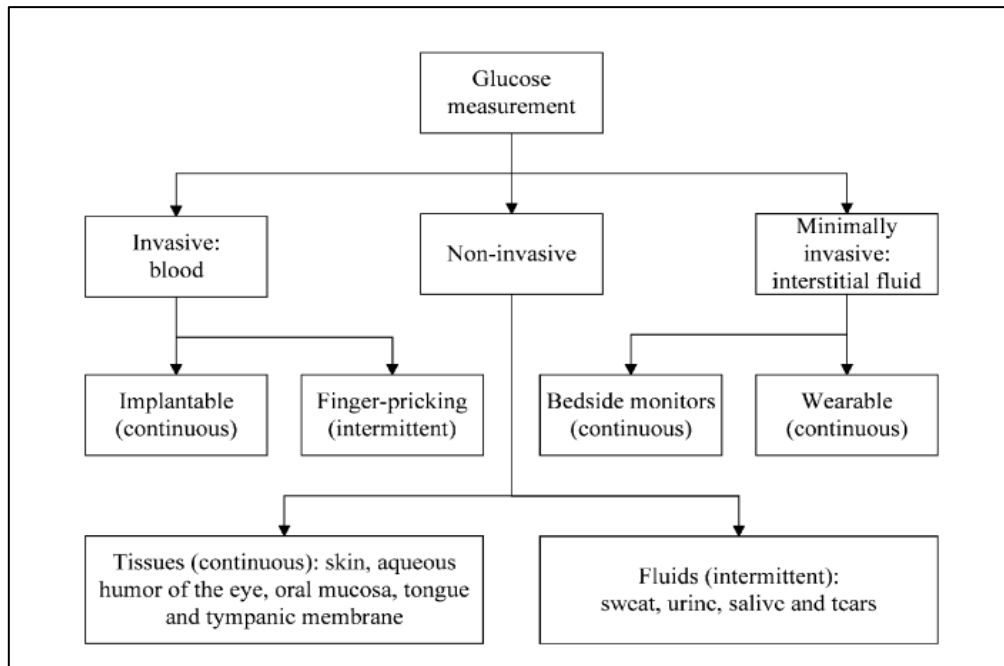 Glucose
measurement
Invasive:
blood
Non-invasive
Minimally
invasive:
interstitial fluid
Implantable
(continuous)
Finger-pricking
(intermittent)
Bedside monitors
(continuous)
Wearable
(continuous)
Tissues (continuous): skin, aqueous
humor of the eye, oral mucosa, tongue
and tympanic membrane
Fluids (intermittent):
sweat, urine, salive and tears